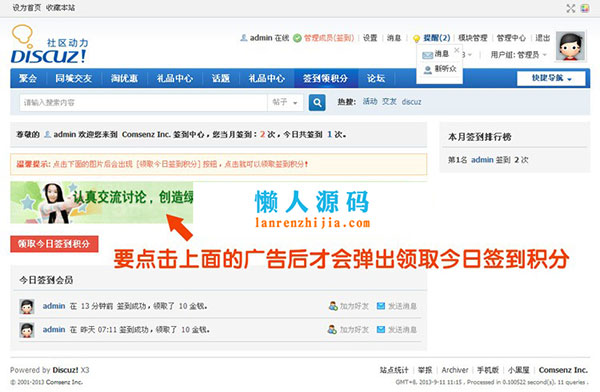 设为首页 收藏本站
社区动力
DISCUZ!
admin 在线 管理成员(签到) | 设置 | 消息 | 提醒(2) | 模块管理 | 管理中心 | 退出
用户组: 管理员
消息
新听众
聚会 同城交友 淘优惠 礼品中心 话题 礼品中心 签到领积分 论坛 快捷导航
请输入搜索内容 帖子 热搜: 活动 交友 discuz
尊敬的 admin 欢迎您来到 Comsenz Inc. 签到中心，您当月签到: 2 次，今日共签到 1 次。
本月签到排行榜
第1名 admin 签到 2 次
温馨提示: 点击下面的图片后会出现 [领取今日签到积分] 按钮，点击就可以领取签到积分!
认真交流讨论，创造绿
懒人源码
lanrenzhijia.com
领取今日签到积分
要点击上面的广告后才会弹出领取今日签到积分
今日签到会员
admin 在 13 分钟前 签到成功，领取了 10 金钱。 加为好友 发送消息
admin 在 昨天 07:11 签到成功，领取了 10 金钱。 加为好友 发送消息
Powered by Discuz! X3
© 2001-2013 Comsenz Inc.
站点统计 | 举报 | Archiver | 手机版 | 小黑屋 | Comsenz Inc.
GMT+8, 2013-9-11 11:15 , Processed in 0.100522 second(s), 11 queries .